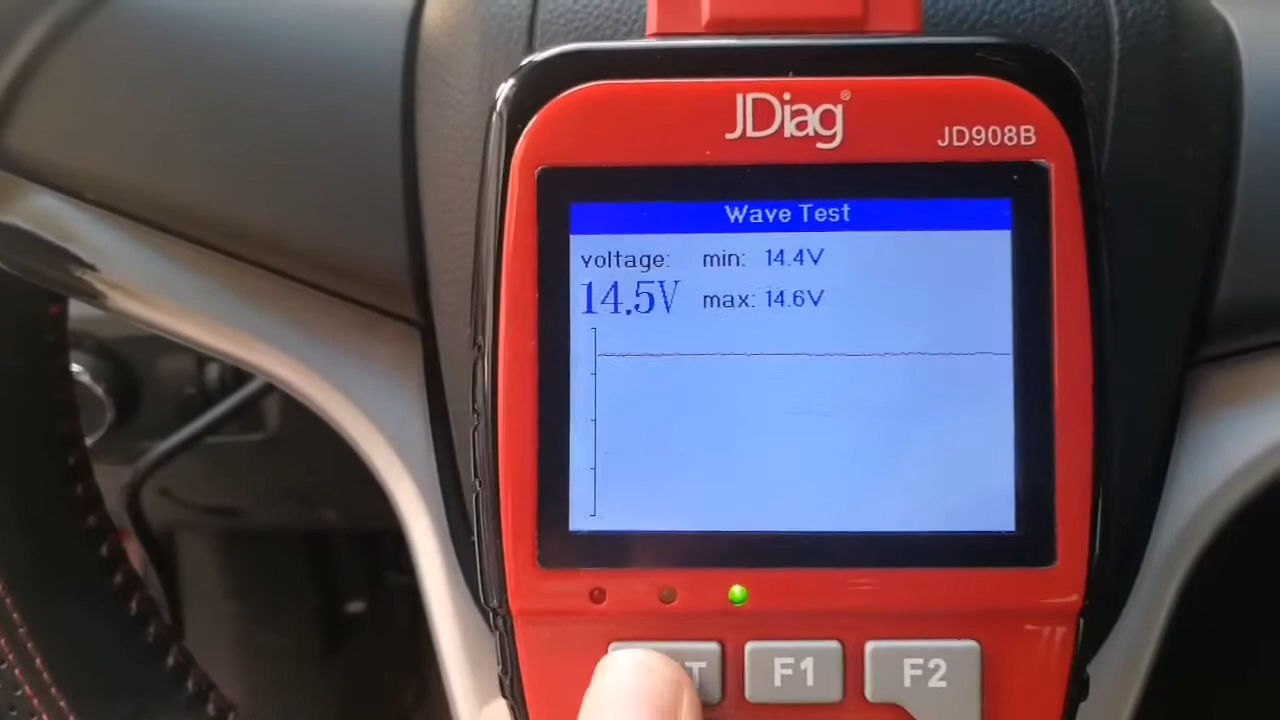 JDiag®
JD908B
Wave Test
voltage: min: 14.4V
14.5V max: 14.6V
F1 F2